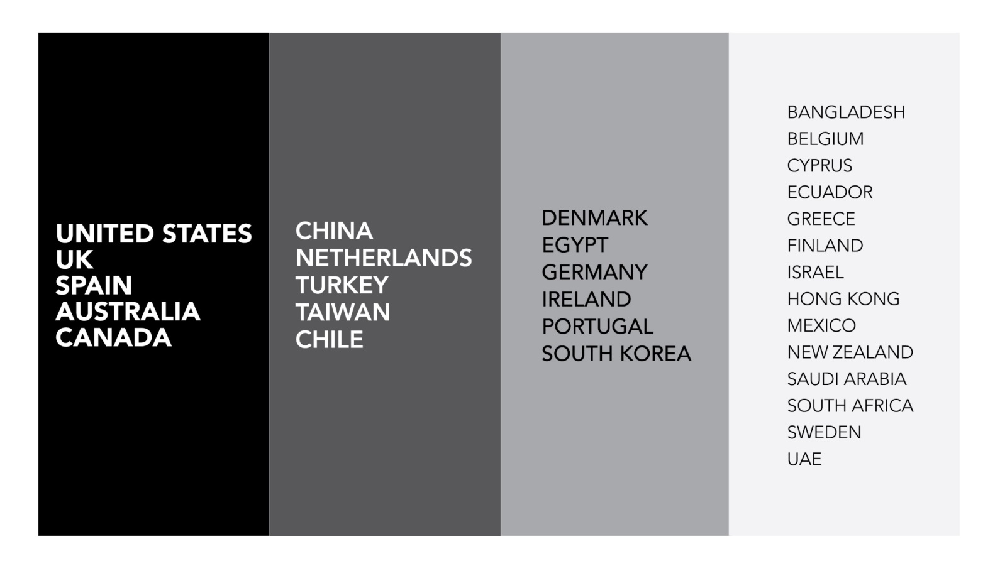 UNITED STATES
UK
SPAIN
AUSTRALIA
CANADA
CHINA
NETHERLANDS
TURKEY
TAIWAN
CHILE
DENMARK
EGYPT
GERMANY
IRELAND
PORTUGAL
SOUTH KOREA
BANGLADESH
BELGIUM
CYPRUS
ECUADOR
GREECE
FINLAND
ISRAEL
HONG KONG
MEXICO
NEW ZEALAND
SAUDI ARABIA
SOUTH AFRICA
SWEDEN
UAE